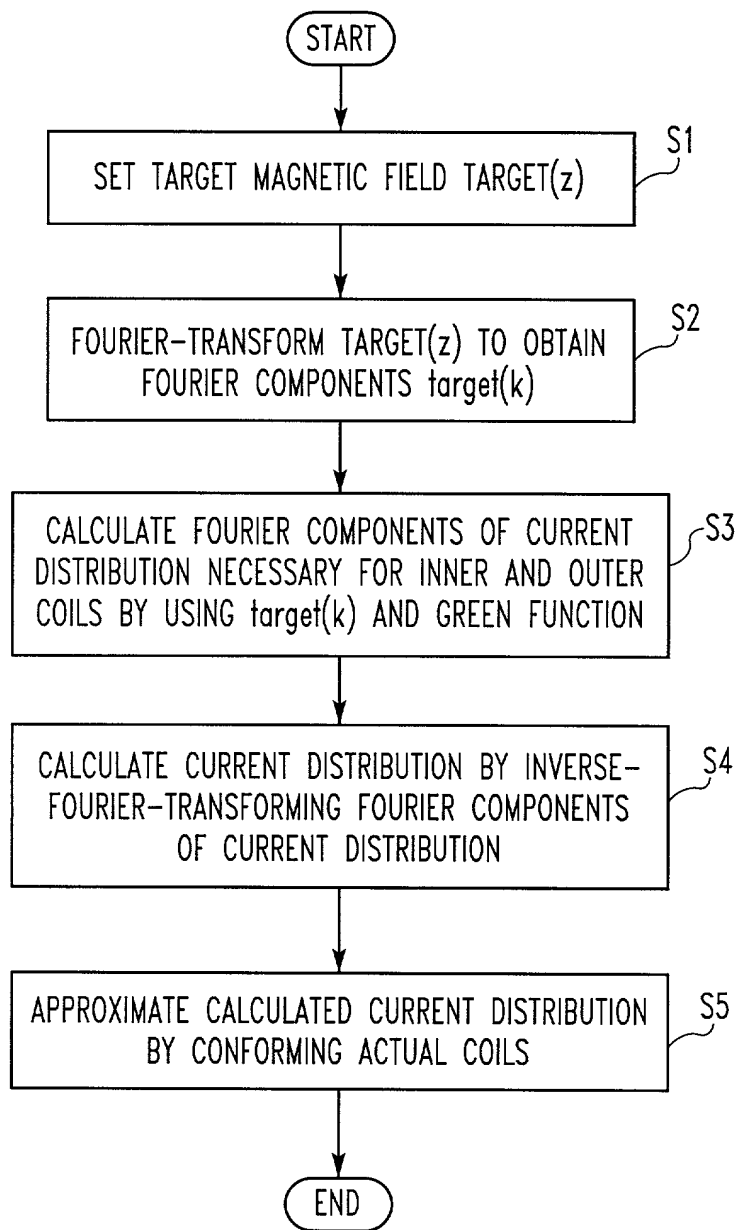 START
SET TARGET MAGNETIC FIELD TARGET(z)
S1
FOURIER-TRANSFORM TARGET(z) TO OBTAIN
FOURIER COMPONENTS target(k)
S2
CALCULATE FOURIER COMPONENTS OF CURRENT
DISTRIBUTION NECESSARY FOR INNER AND OUTER
COILS BY USING target(k) AND GREEN FUNCTION
S3
CALCULATE CURRENT DISTRIBUTION BY INVERSE-
FOURIER-TRANSFORMING FOURIER COMPONENTS
OF CURRENT DISTRIBUTION
S4
APPROXIMATE CALCULATED CURRENT DISTRIBUTION
BY CONFORMING ACTUAL COILS
S5
END